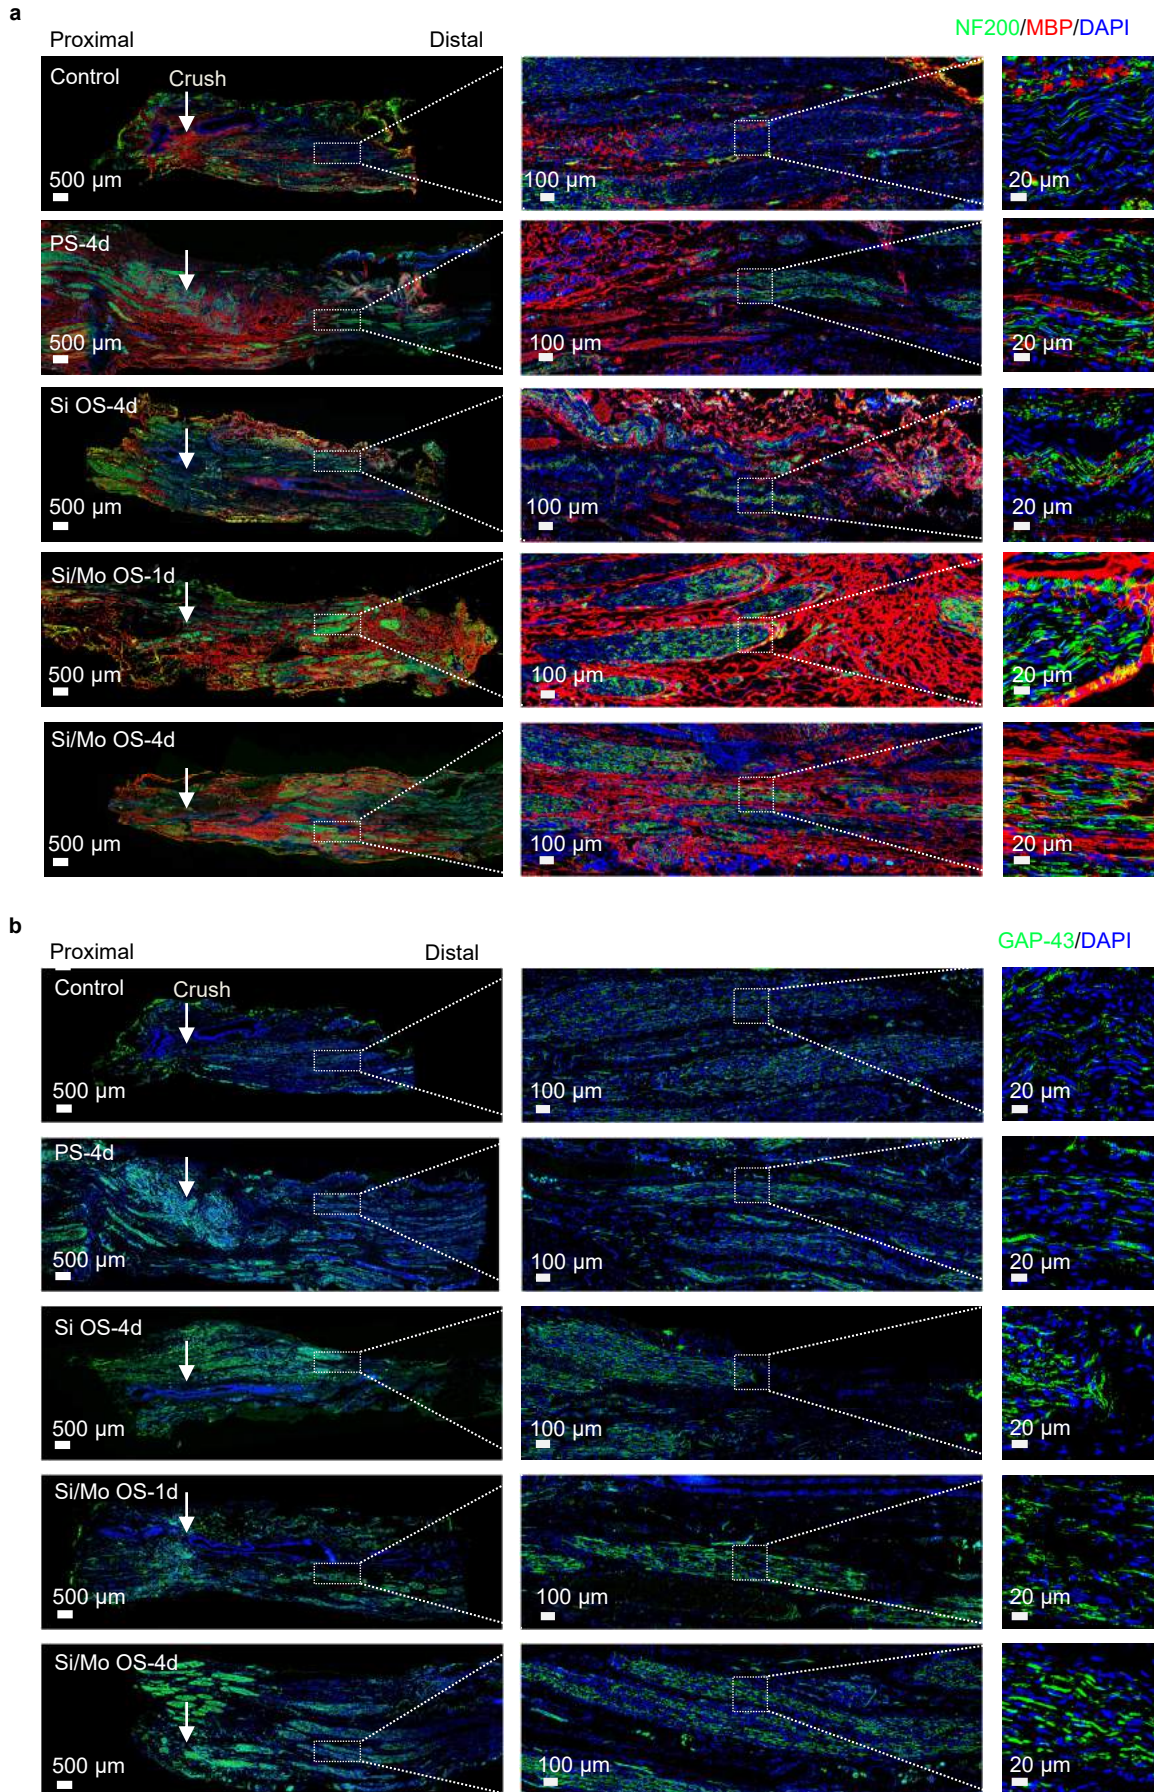 a
NF200/MBP/DAPI
Proximal
Distal
Control
Crush
500 µm
100 µm
20 µm
PS-4d
500 µm
100 µm
20 µm
Si OS-4d
500 µm
100 µm
20 µm
Si/Mo OS-1d
500 µm
100 µm
20 µm
Si/Mo OS-4d
500 µm
100 µm
20 µm
b
GAP-43/DAPI
Proximal
Distal
Control
Crush
500 µm
100 µm
20 µm
PS-4d
500 µm
100 µm
20 µm
Si OS-4d
500 µm
100 µm
20 µm
Si/Mo OS-1d
500 µm
100 µm
20 µm
Si/Mo OS-4d
500 µm
100 µm
20 µm